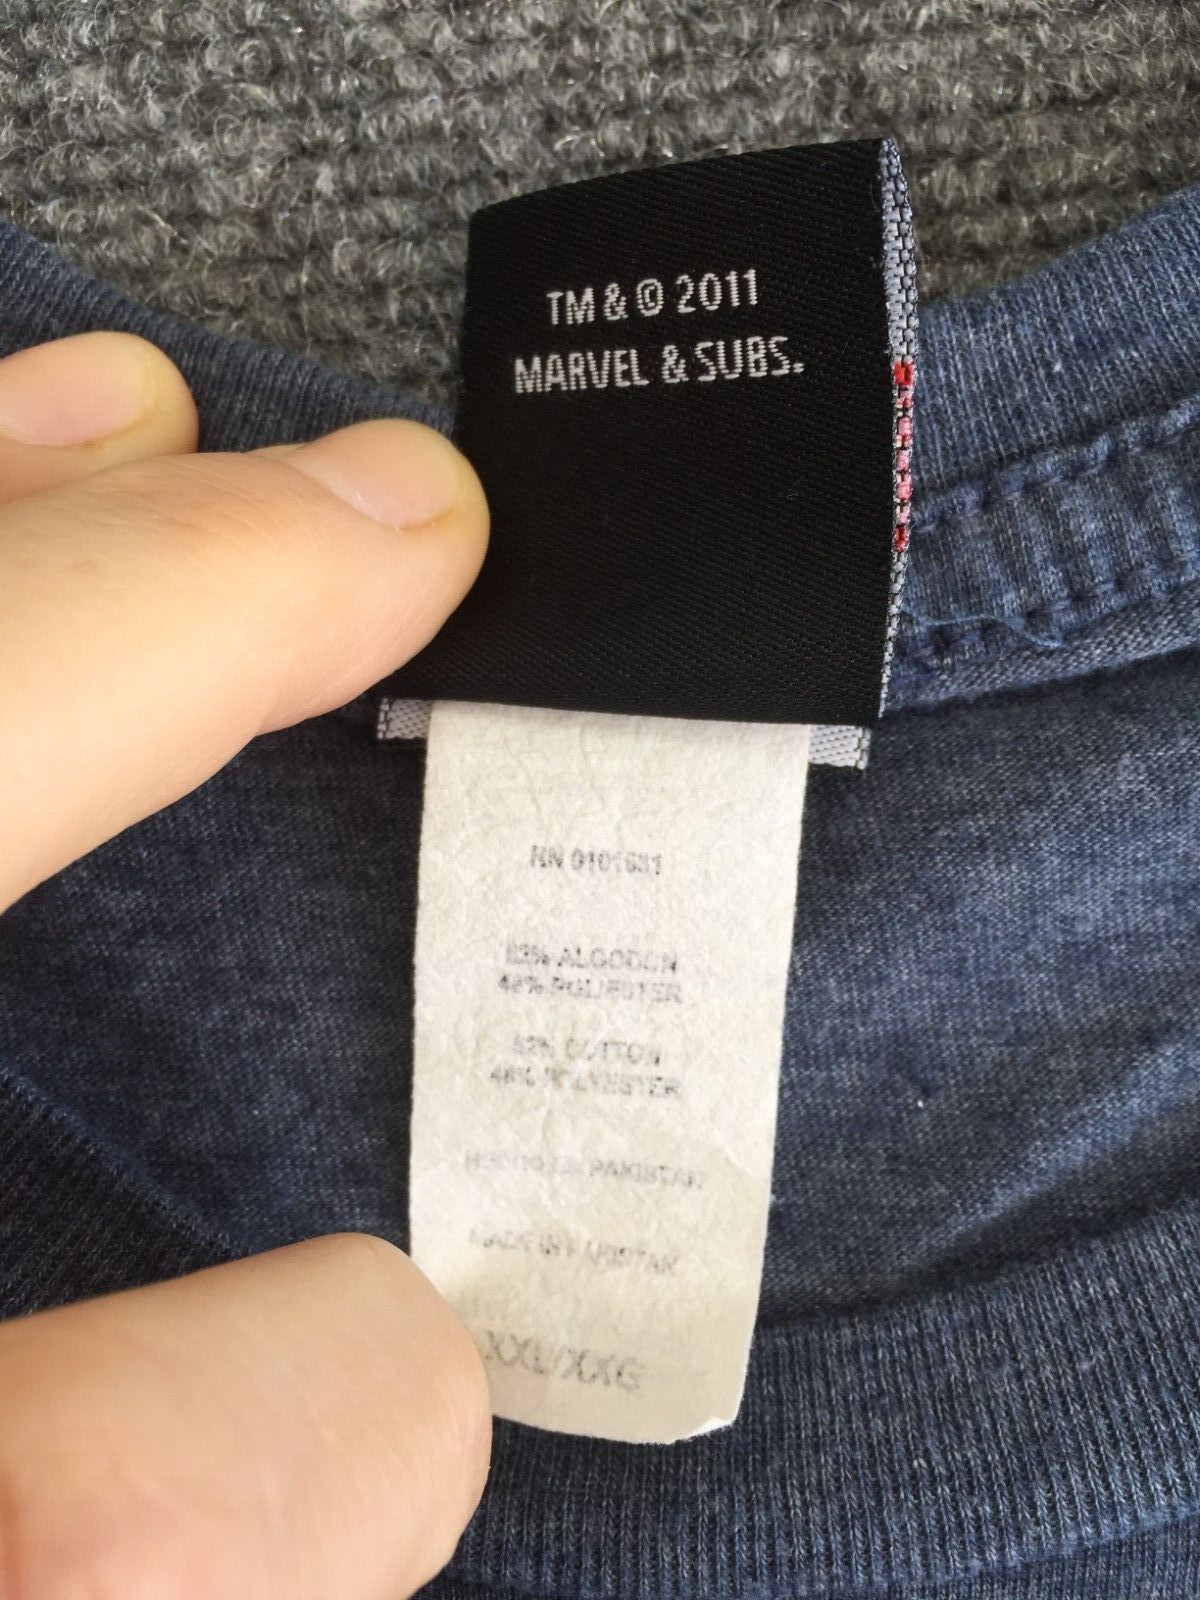 TM & © 2011
MARVEL & SUBS.
RN 0101631
52% ALGODON
48% POLIESTER
52% COTTON
48% POLYESTER
HECHO EN PAKISTAN
MADE IN PAKISTAN
XXL/XXG